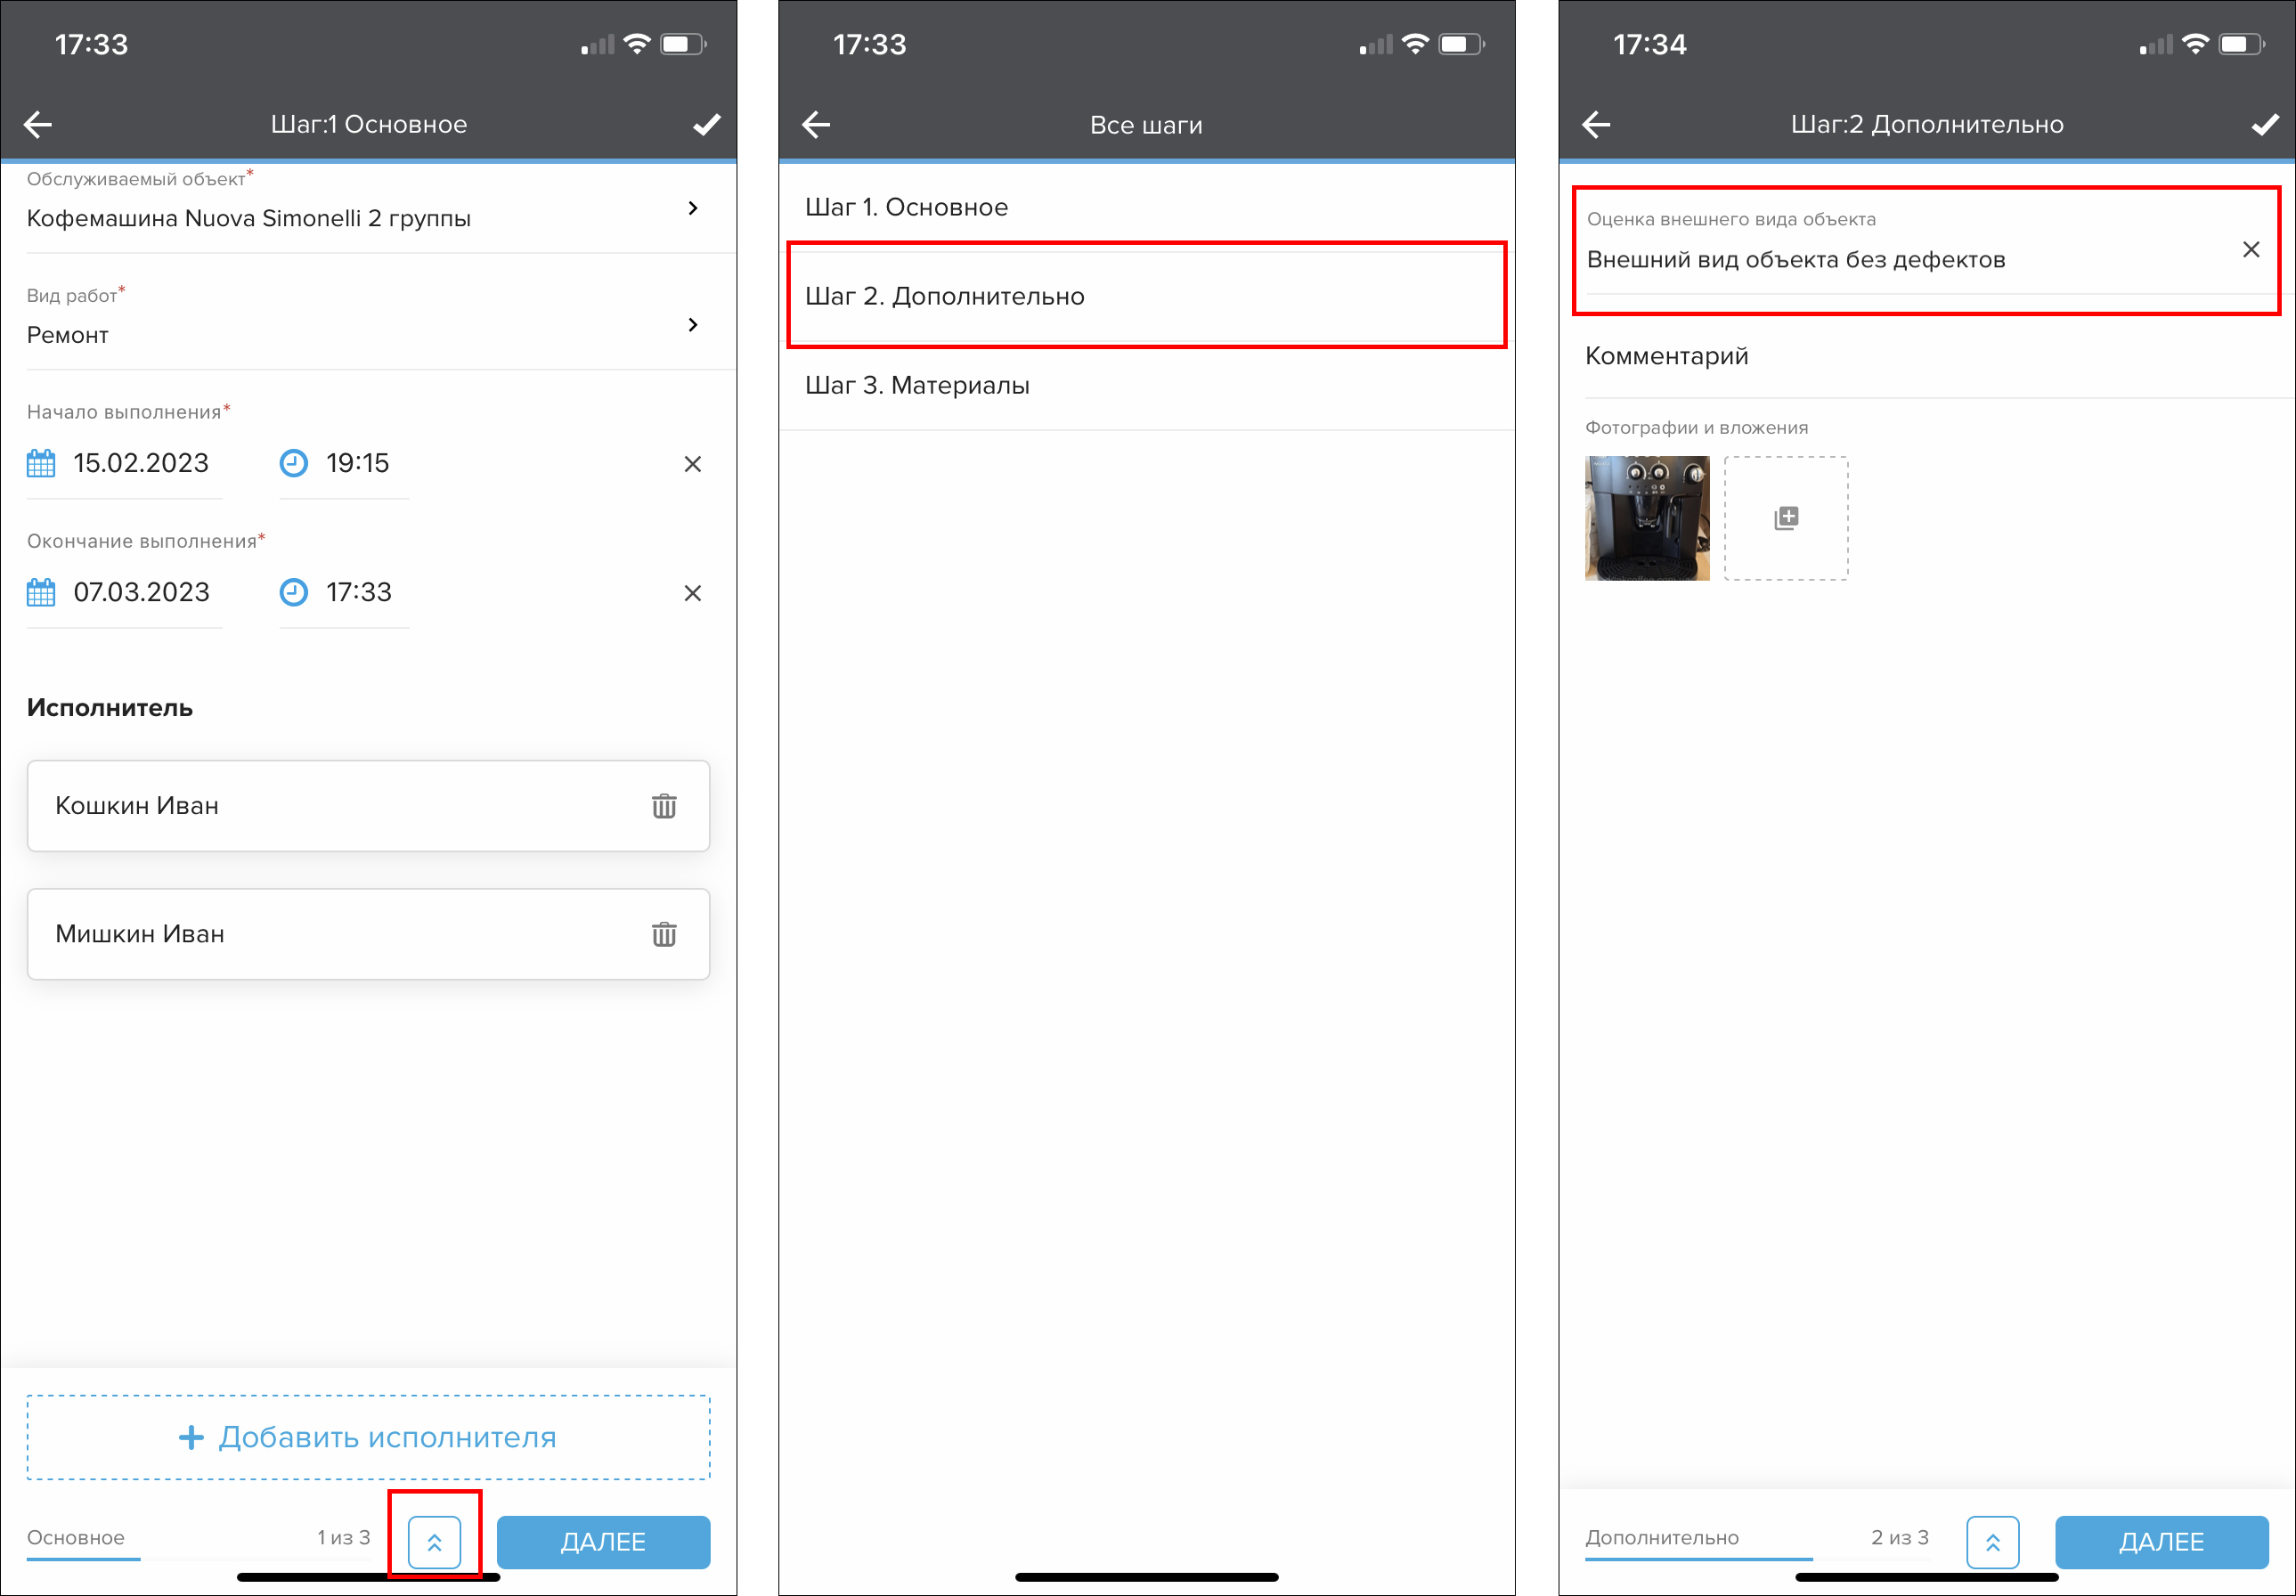 17:33
Шаг:1 Основное
Обслуживаемый объект*
Кофемашина Nuova Simonelli 2 группы
Вид работ*
Ремонт
Начало выполнения*
15.02.2023 19:15
Окончание выполнения*
07.03.2023 17:33
Исполнитель
Кошкин Иван
Мишкин Иван
+ Добавить исполнителя
Основное 1 из 3 ДАЛЕЕ
17:33
Все шаги
Шаг 1. Основное
Шаг 2. Дополнительно
Шаг 3. Материалы
17:34
Шаг:2 Дополнительно
Оценка внешнего вида объекта
Внешний вид объекта без дефектов
Комментарий
Фотографии и вложения
Дополнительно 2 из 3 ДАЛЕЕ